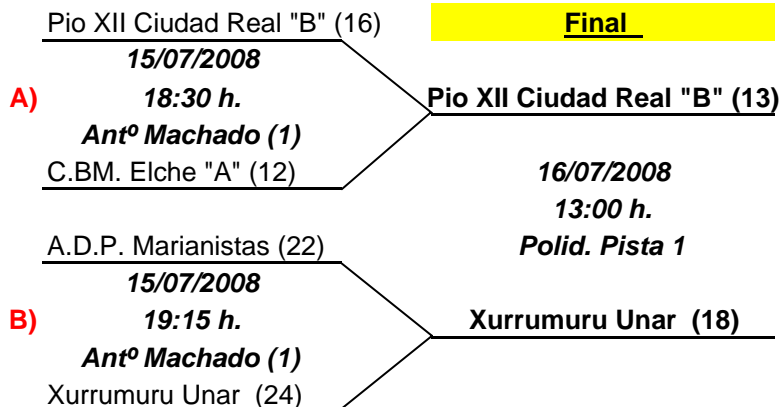 Pio XII Ciudad Real "B" (16)
Final
15/07/2008
A)
18:30 h.
Pio XII Ciudad Real "B" (13)
Antº Machado (1)
C.BM. Elche "A" (12)
16/07/2008
13:00 h.
A.D.P. Marianistas (22)
Polid. Pista 1
15/07/2008
B)
19:15 h.
Xurrumuru Unar (18)
Antº Machado (1)
Xurrumuru Unar (24)